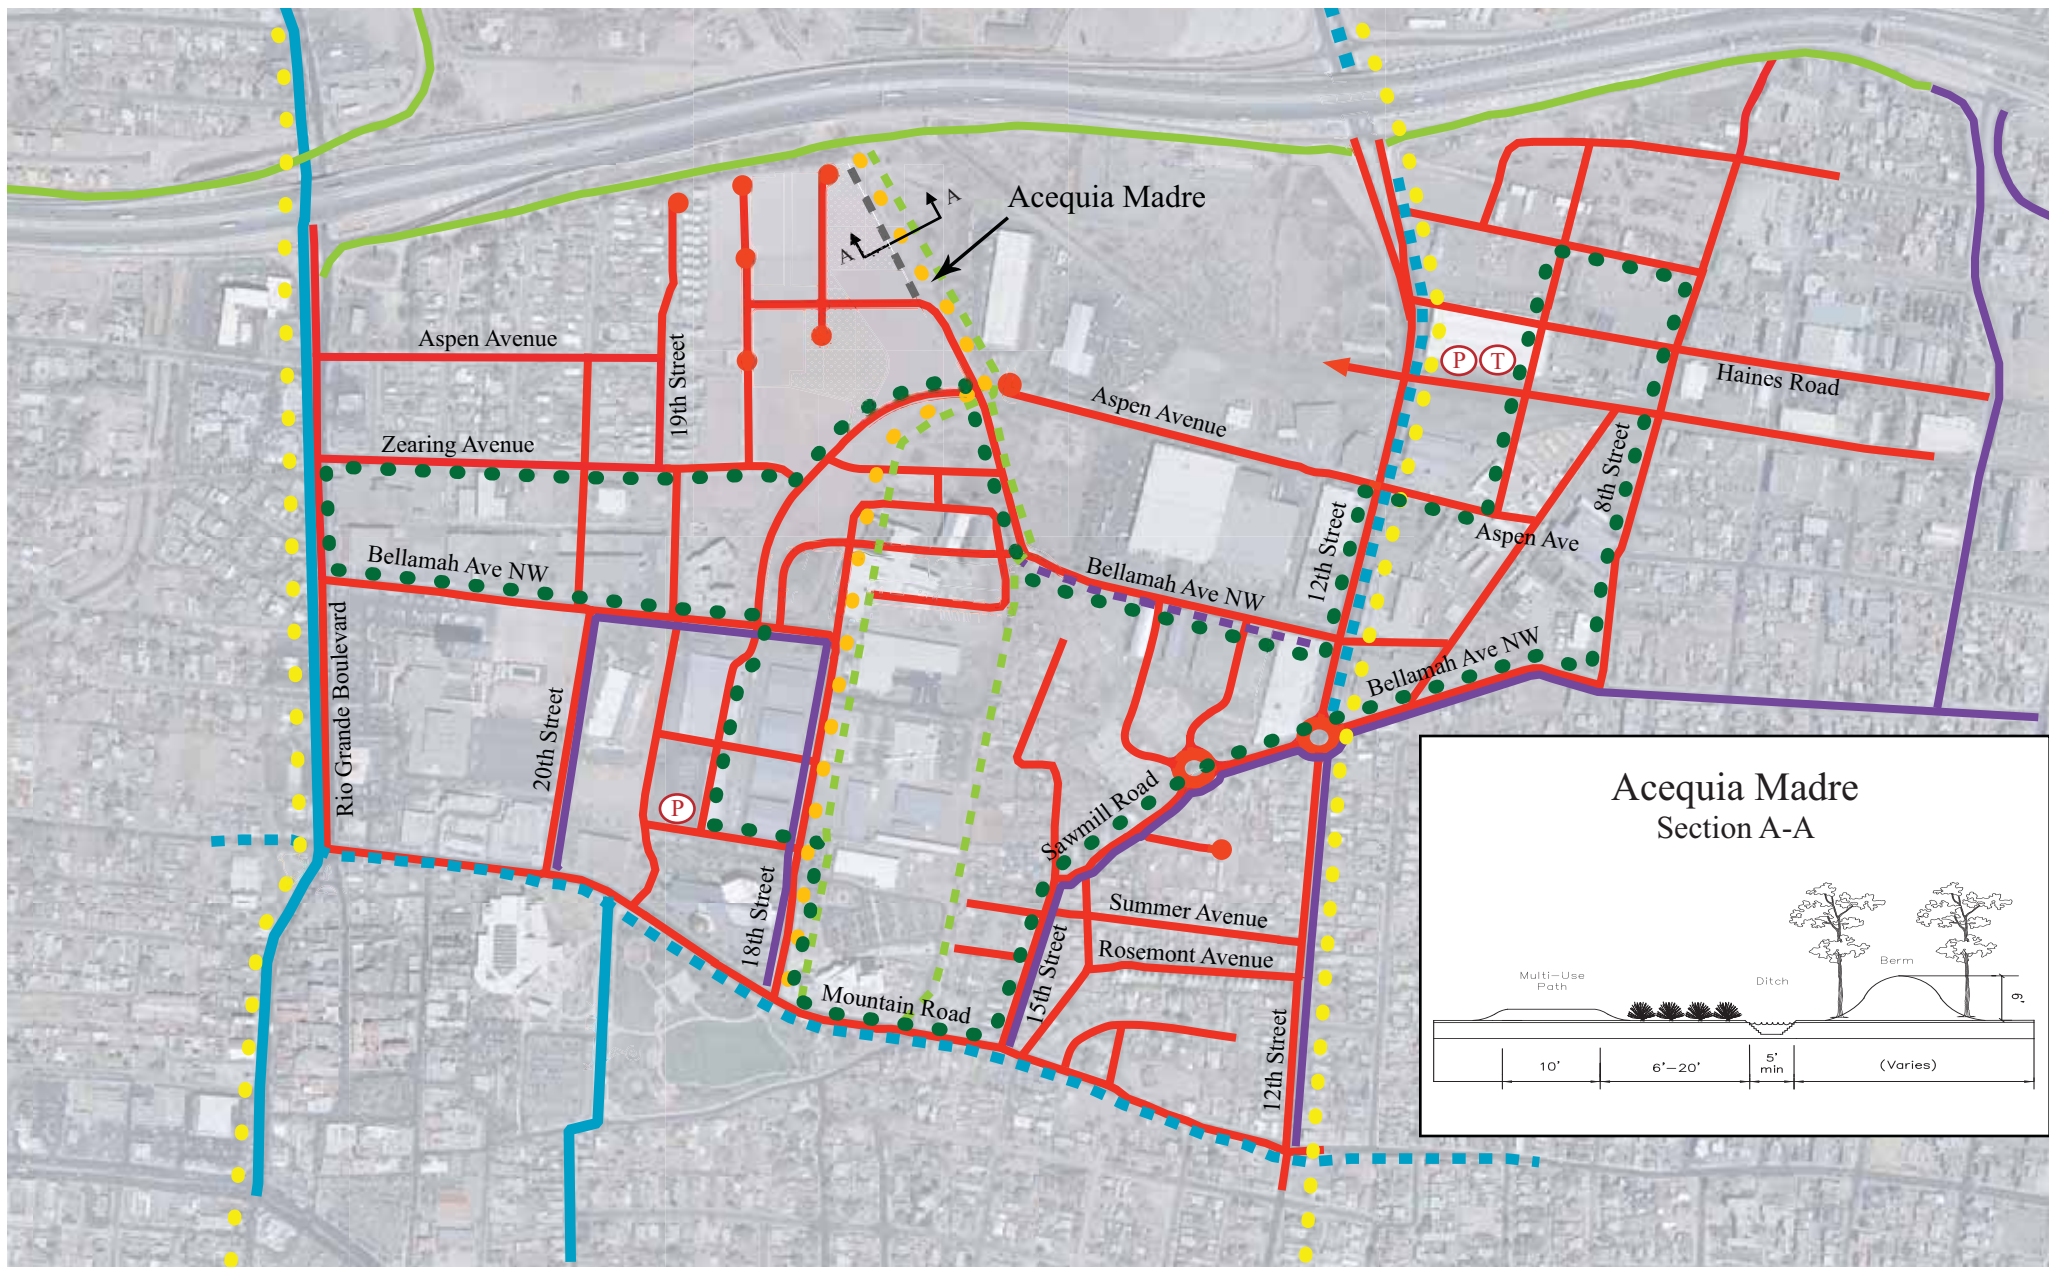 A
Acequia Madre
A
Aspen Avenue
19th Street
P
T
Haines Road
Aspen Avenue
Zearing Avenue
8th Street
Aspen Ave
12th Street
Bellamah Ave NW
Bellamah Ave NW
Bellamah Ave NW
Rio Grande Boulevard
20th Street
P
Sawmill Road
18th Street
Summer Avenue
15th Street
Rosemont Avenue
Mountain Road
12th Street
Acequia Madre
Section A-A
Multi-Use
Path
Ditch
Berm
6'
10'
6'-20'
5'
min
(Varies)